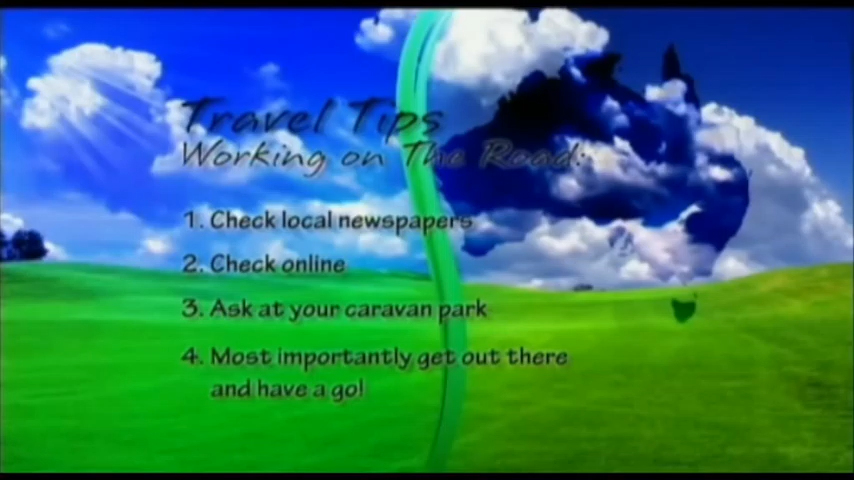 Travel Tips
Working on The Road:
1. Check local newspapers
2. Check online
3. Ask at your caravan park
4. Most importantly get out there
and have a go!